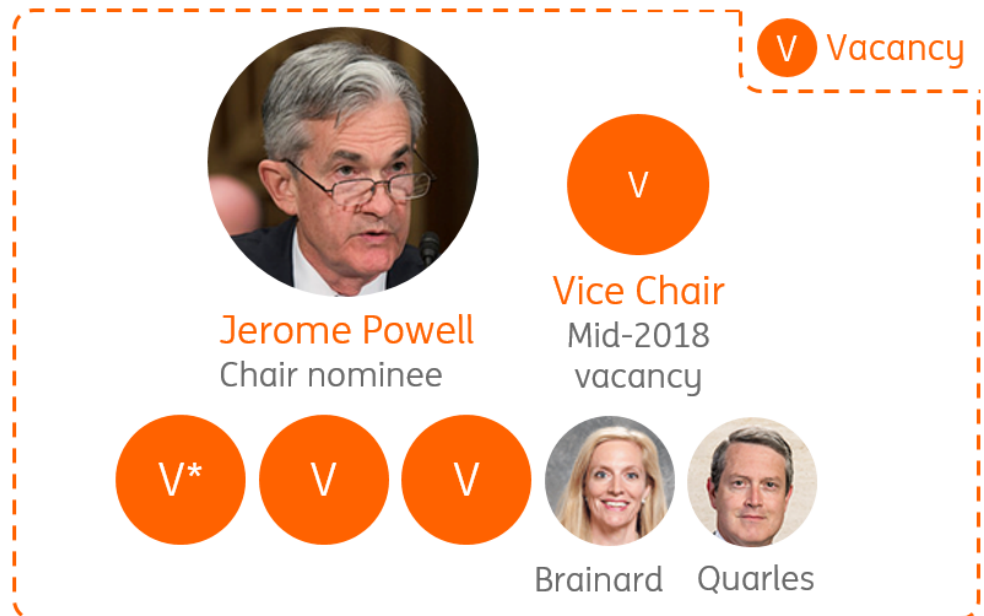 V Vacancy
V
Vice Chair
Mid-2018
vacancy
Jerome Powell
Chair nominee
V* V V
Brainard Quarles